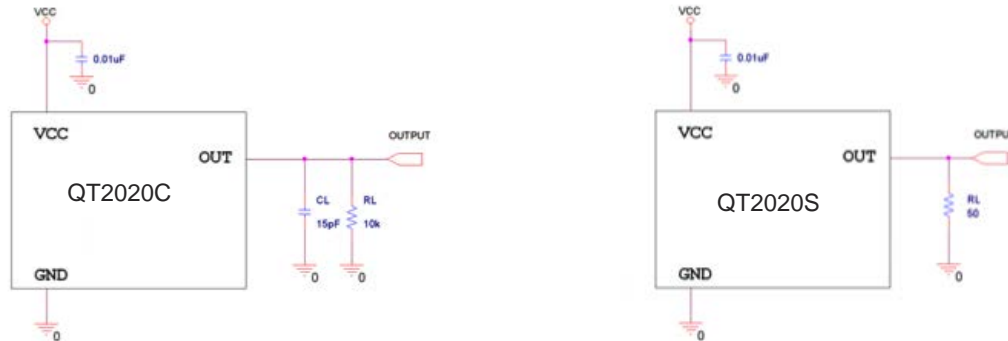 VCC
0.01uF
0
VCC
OUT
OUTPUT
QT2020C
CL
15pF
RL
10k
0
0
GND
0
VCC
0.01uF
0
VCC
OUT
OUTPU
QT2020S
RL
50
0
GND
0